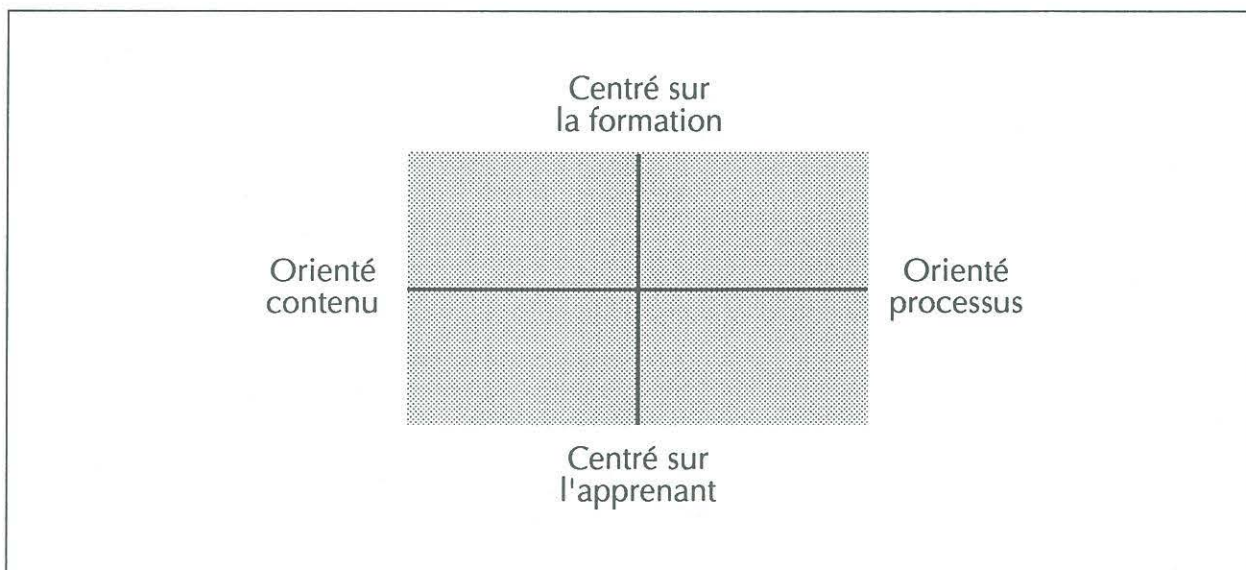 Centré sur
la formation
Orienté
contenu
Orienté
processus
Centré sur
l'apprenant